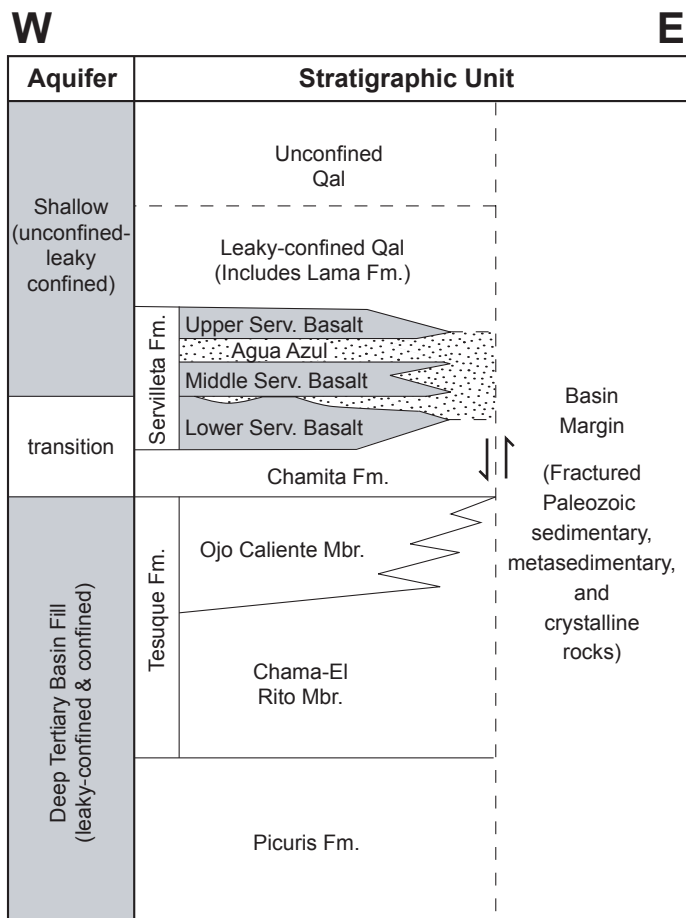 W
E
Aquifer
Stratigraphic Unit
Shallow
(unconfined-
leaky
confined)
transition
Deep Tertiary Basin Fill
(leaky-confined & confined)
Unconfined
Qal
Leaky-confined Qal
(Includes Lama Fm.)
Servilleta Fm.
Upper Serv. Basalt
Agua Azul
Middle Serv. Basalt
Lower Serv. Basalt
Chamita Fm.
Tesuque Fm.
Ojo Caliente Mbr.
Chama-El
Rito Mbr.
Picuris Fm.
Basin
Margin
(Fractured
Paleozoic
sedimentary,
metasedimentary,
and
crystalline
rocks)